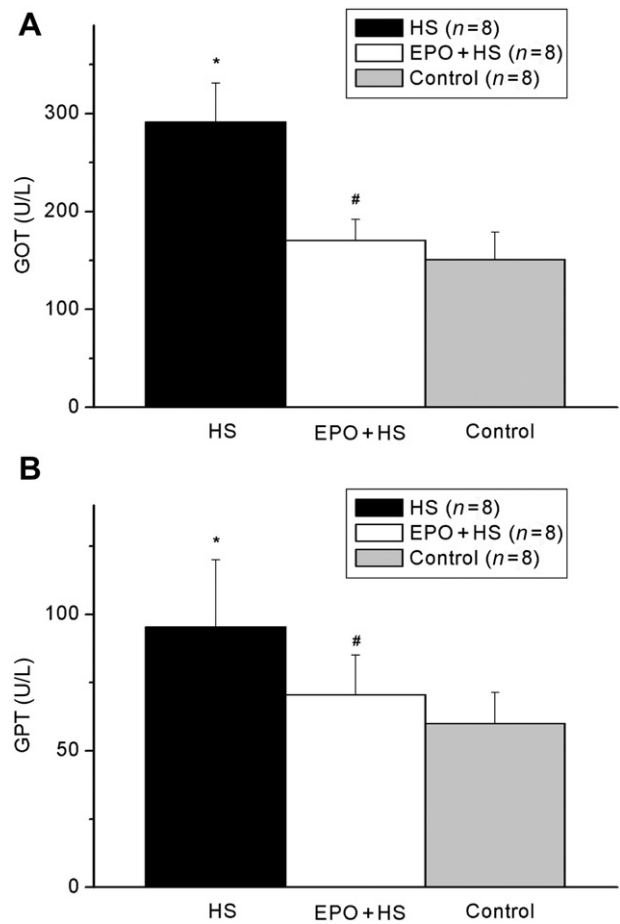 A
HS (n=8)
EPO+HS (n=8)
Control (n=8)
*
#
300
200
100
0
GOT (U/L)
HS EPO+HS Control
B
HS (n=8)
EPO+HS (n=8)
Control (n=8)
*
#
100
50
0
GPT (U/L)
HS EPO+HS Control